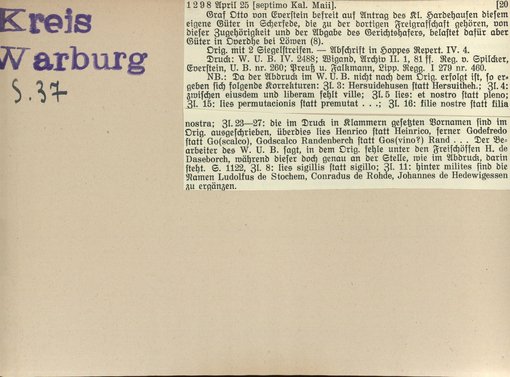 Kreis
Warburg
S. 37
1298 April 25 [septimo Kal. Maii]. [20
Graf Otto von Everstein befreit auf Antrag des Kl. Hardehausen diesem
eigene Güter in Scherfede, die zu der dortigen Freigrafschaft gehören, von
dieser Zugehörigkeit und der Abgabe des Gerichtshafers, belastet dafür aber
Güter in Overdhe bei Löwen (8).
Orig. mit 2 Siegelstreifen. — Abschrift in Hoppes Repert. IV. 4.
Druck: W. U. B. IV. 2488; Wigand, Archiv II. 1, 81 ff. Reg. v. Spilcker,
Everstein, U. B. nr. 260; Preuß u. Falkmann, Lipp. Regg. I 279 nr. 460.
NB.: Da der Abdruck im W. U. B. nicht nach dem Orig. erfolgt ist, so er-
geben sich folgende Korrekturen: Zl. 3: Hersuidehusen statt Hersuitheh.; Zl. 4:
zwischen eiusdem und liberam fehlt ville; Zl. 5 lies: et nostro statt pleno;
Zl. 15: lies permutacionis statt premutat . . .; Zl. 16: filie nostre statt filia
nostra; Zl. 23—27: die im Druck in Klammern gesetzten Vornamen sind im
Orig. ausgeschrieben, überdies lies Henrico statt Heinrico, ferner Godefredo
statt Go(scalco), Godscalco Randenberch statt Gos(vino?) Rand . . . Der Be-
arbeiter des W. U. B. sagt, in dem Orig. fehle unter den Freischöffen H. de
Daseborch, während dieser doch genau an der Stelle, wie im Abdruck, darin
steht. S. 1122, Zl. 8: lies sigillis statt sigillo; Zl. 11: hinter milites sind die
Namen Ludolfus de Stochem, Conradus de Rohde, Johannes de Hedewigessen
zu ergänzen.